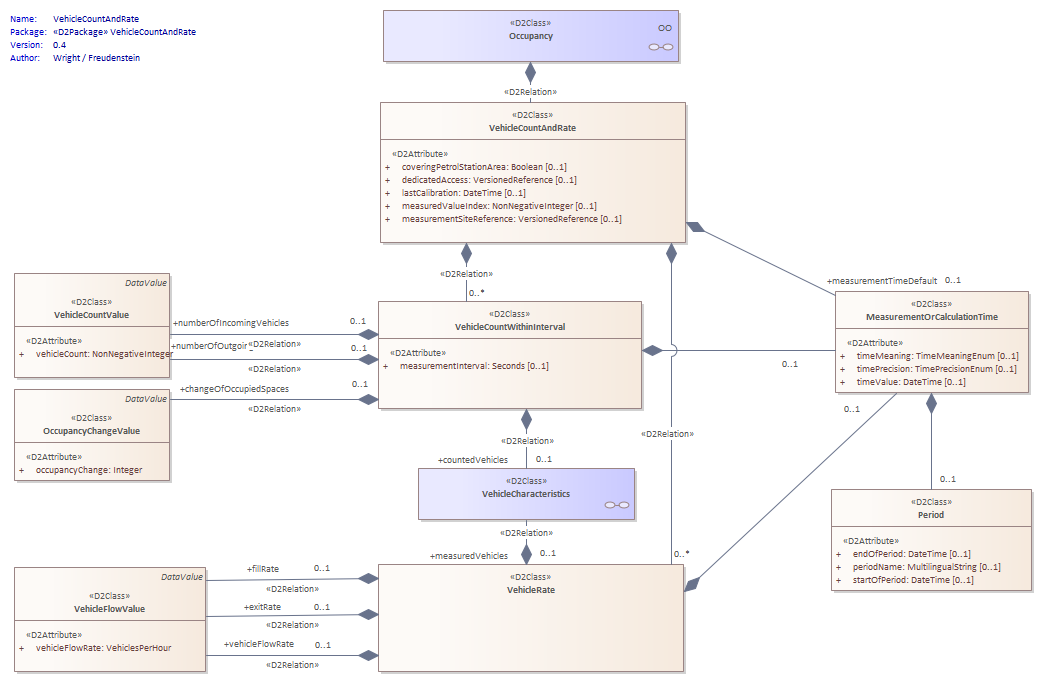 Name: VehicleCountAndRate
Package: «D2Package» VehicleCountAndRate
Version: 0.4
Author: Wright / Freudenstein
«D2Class»
Occupancy
«D2Relation»
«D2Class»
VehicleCountAndRate
«D2Attribute»
+ coveringPetrolStationArea: Boolean [0..1]
+ dedicatedAccess: VersionedReference [0..1]
+ lastCalibration: DateTime [0..1]
+ measuredValueIndex: NonNegativeInteger [0..1]
+ measurementSiteReference: VersionedReference [0..1]
«D2Relation»
0..*
+measurementTimeDefault 0..1
DataValue
«D2Class»
VehicleCountValue
«D2Attribute»
+ vehicleCount: NonNegativeInteger
+numberOfIncomingVehicles 0..1
«D2Relation»
+numberOfOutgoin 0..1
«D2Relation»
«D2Class»
VehicleCountWithinInterval
«D2Attribute»
+ measurementInterval: Seconds [0..1]
0..1
«D2Class»
MeasurementOrCalculationTime
«D2Attribute»
+ timeMeaning: TimeMeaningEnum [0..1]
+ timePrecision: TimePrecisionEnum [0..1]
+ timeValue: DateTime [0..1]
DataValue
«D2Class»
OccupancyChangeValue
«D2Attribute»
+ occupancyChange: Integer
+changeOfOccupiedSpaces 0..1
«D2Relation»
«D2Relation»
+countedVehicles 0..1
«D2Relation»
0..1
0..1
«D2Class»
VehicleCharacteristics
«D2Relation»
+measuredVehicles 0..1
0..*
«D2Class»
Period
«D2Attribute»
+ endOfPeriod: DateTime [0..1]
+ periodName: MultilingualString [0..1]
+ startOfPeriod: DateTime [0..1]
DataValue
«D2Class»
VehicleFlowValue
«D2Attribute»
+ vehicleFlowRate: VehiclesPerHour
+fillRate 0..1
«D2Relation»
+exitRate 0..1
«D2Relation»
+vehicleFlowRate 0..1
«D2Relation»
«D2Class»
VehicleRate